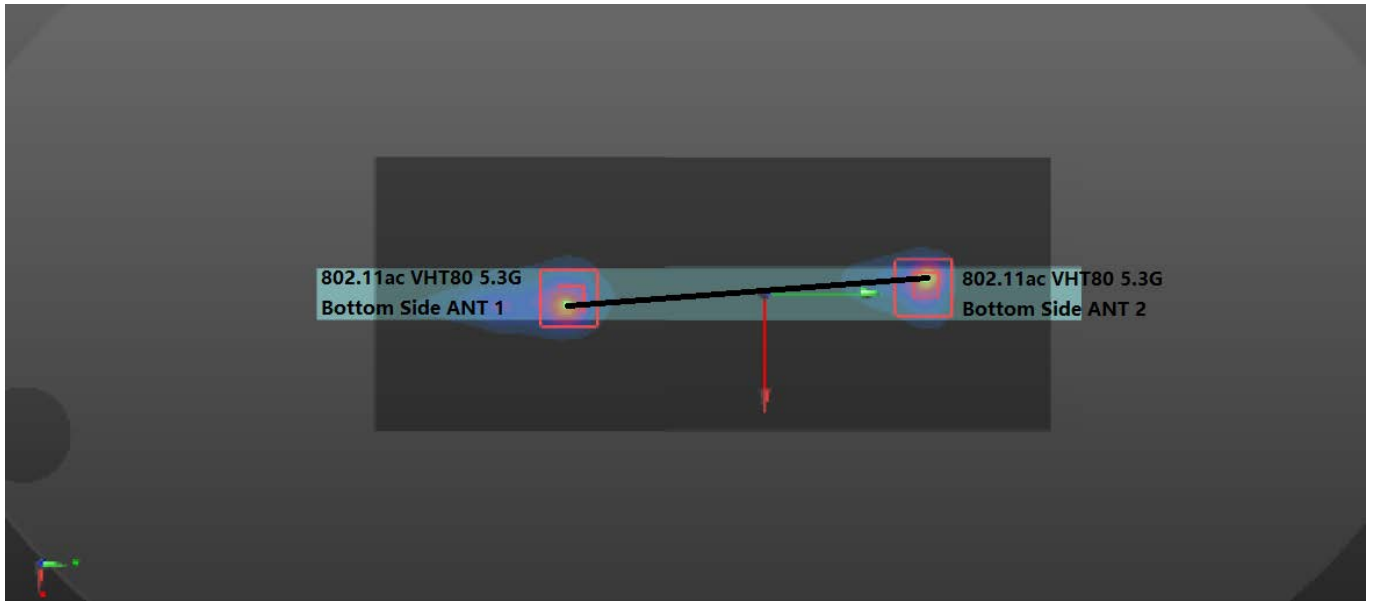 802.11ac VHT80 5.3G
Bottom Side ANT 1
802.11ac VHT80 5.3G
Bottom Side ANT 2